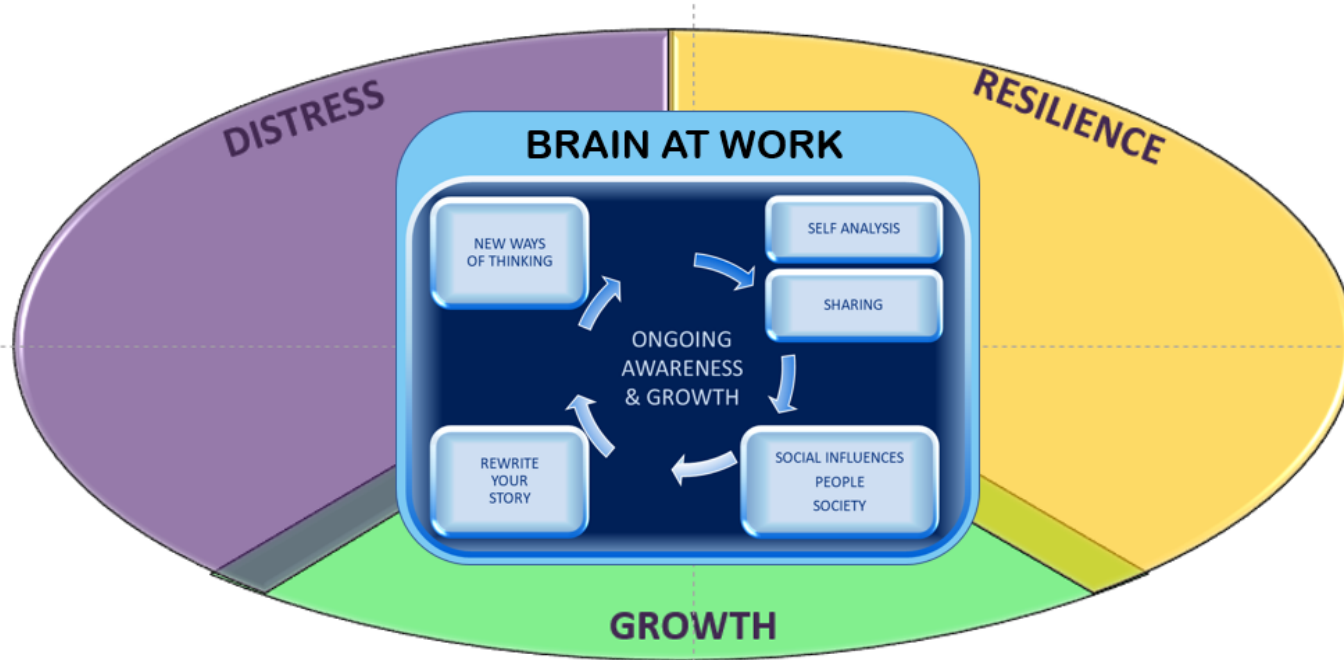 DISTRESS
RESILIENCE
BRAIN AT WORK
NEW WAYS
OF THINKING
SELF ANALYSIS
SHARING
ONGOING
AWARENESS
& GROWTH
REWRITE
YOUR
STORY
SOCIAL INFLUENCES
PEOPLE
SOCIETY
GROWTH